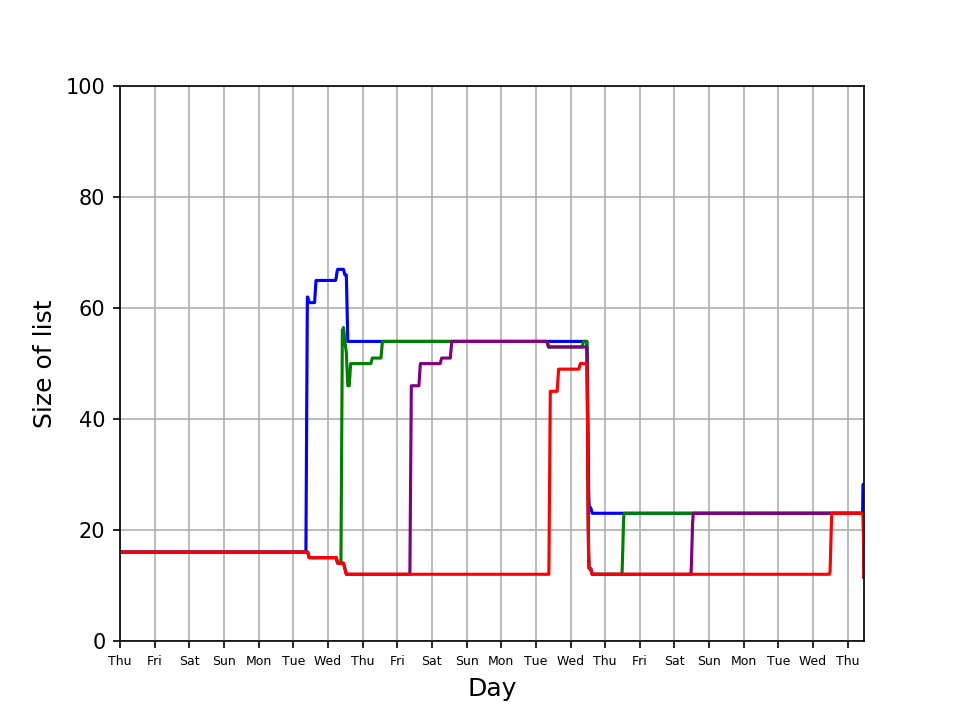 100
80
60
40
20
0
Size of list
Thu Fri Sat Sun Mon Tue Wed Thu Fri Sat Sun Mon Tue Wed Thu Fri Sat Sun Mon Tue Wed Thu
Day